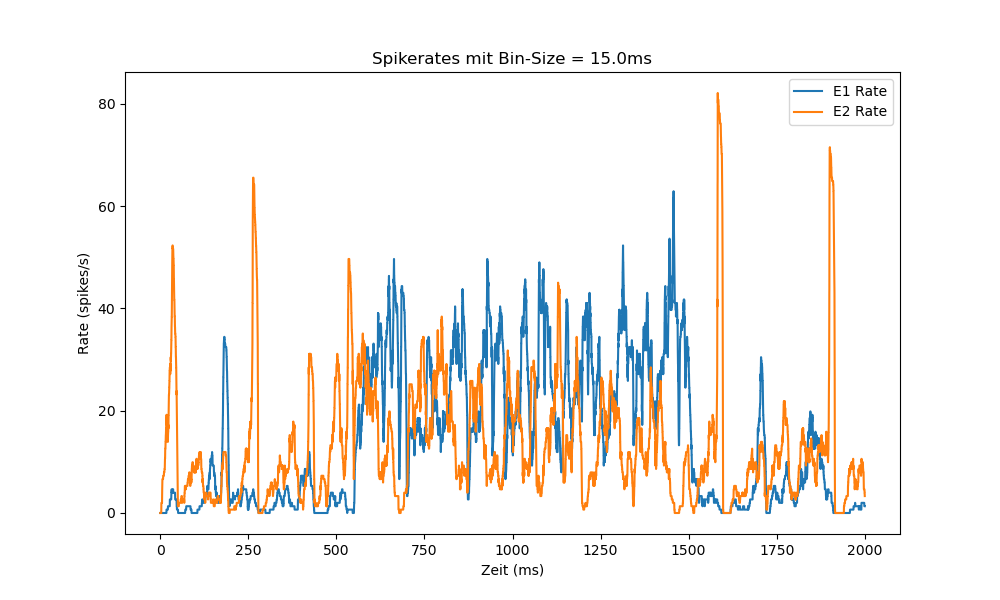 Spikerates mit Bin-Size = 15.0ms
E1 Rate
E2 Rate
80
60
40
20
0
Rate (spikes/s)
0 250 500 750 1000 1250 1500 1750 2000
Zeit (ms)